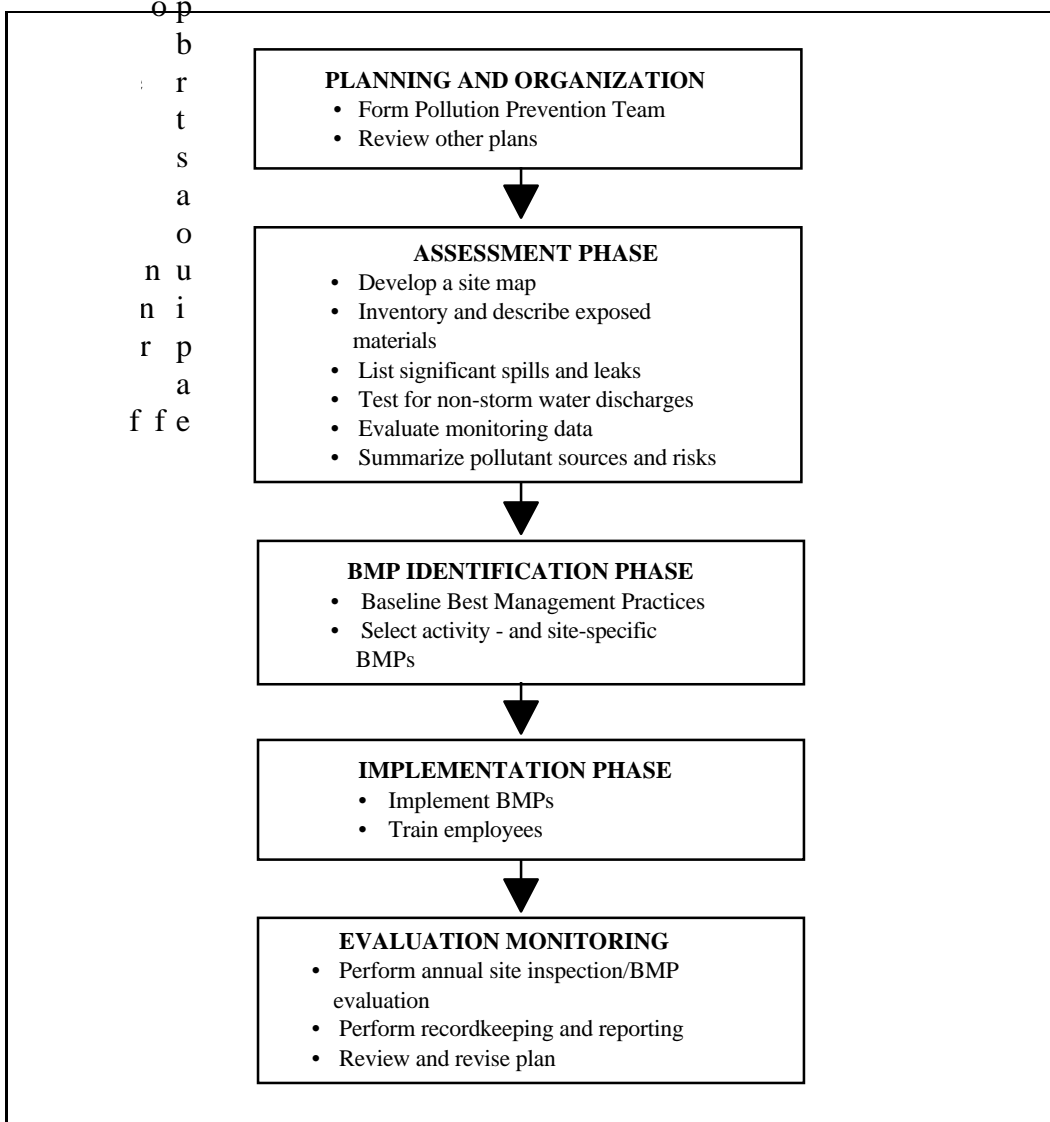 o p
b
r
t
s
a
o
n u
n i
r p
a
f f e
PLANNING AND ORGANIZATION
• Form Pollution Prevention Team
• Review other plans
ASSESSMENT PHASE
• Develop a site map
• Inventory and describe exposed
materials
• List significant spills and leaks
• Test for non-storm water discharges
• Evaluate monitoring data
• Summarize pollutant sources and risks
BMP IDENTIFICATION PHASE
• Baseline Best Management Practices
• Select activity - and site-specific
BMPs
IMPLEMENTATION PHASE
• Implement BMPs
• Train employees
EVALUATION MONITORING
• Perform annual site inspection/BMP
evaluation
• Perform recordkeeping and reporting
• Review and revise plan